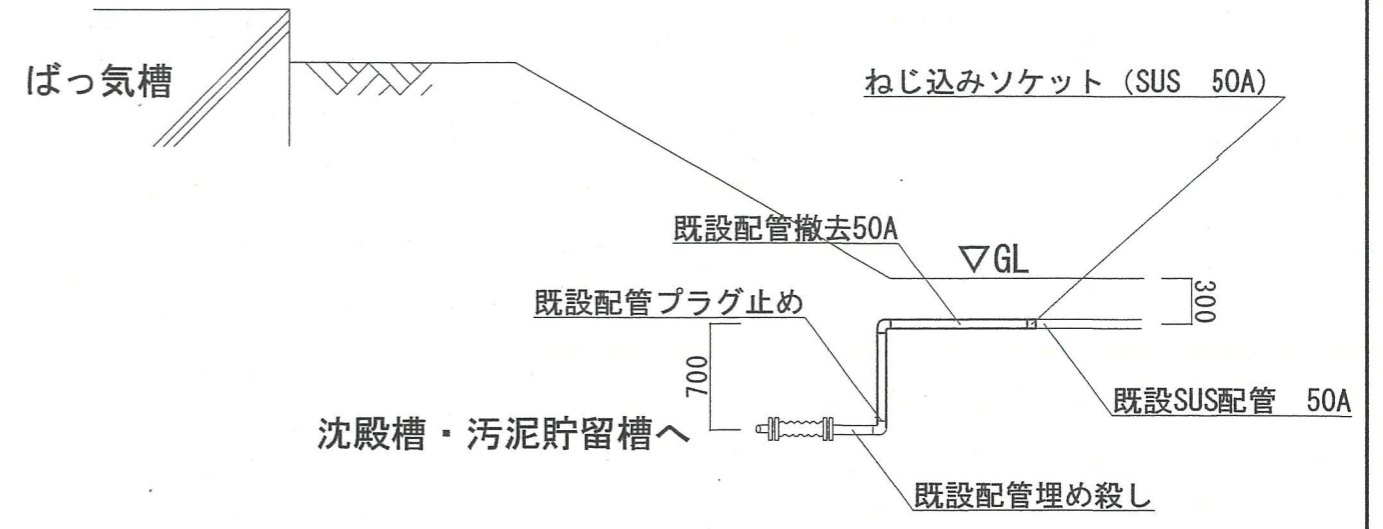 ばっ気槽
ねじ込みソケット（SUS　50A）
既設配管撤去50A
▽GL
300
既設配管プラグ止め
700
既設SUS配管　50A
沈殿槽・汚泥貯留槽へ
既設配管埋め殺し